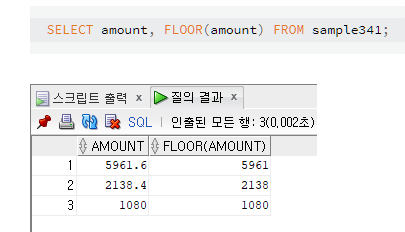 SELECT amount, FLOOR(amount) FROM sample341;
스크립트 출력 x 질의 결과 x
SQL | 인출된 모든 행: 3(0,002초)
AMOUNT FLOOR(AMOUNT)
1 5961.6 5961
2 2138.4 2138
3 1080 1080